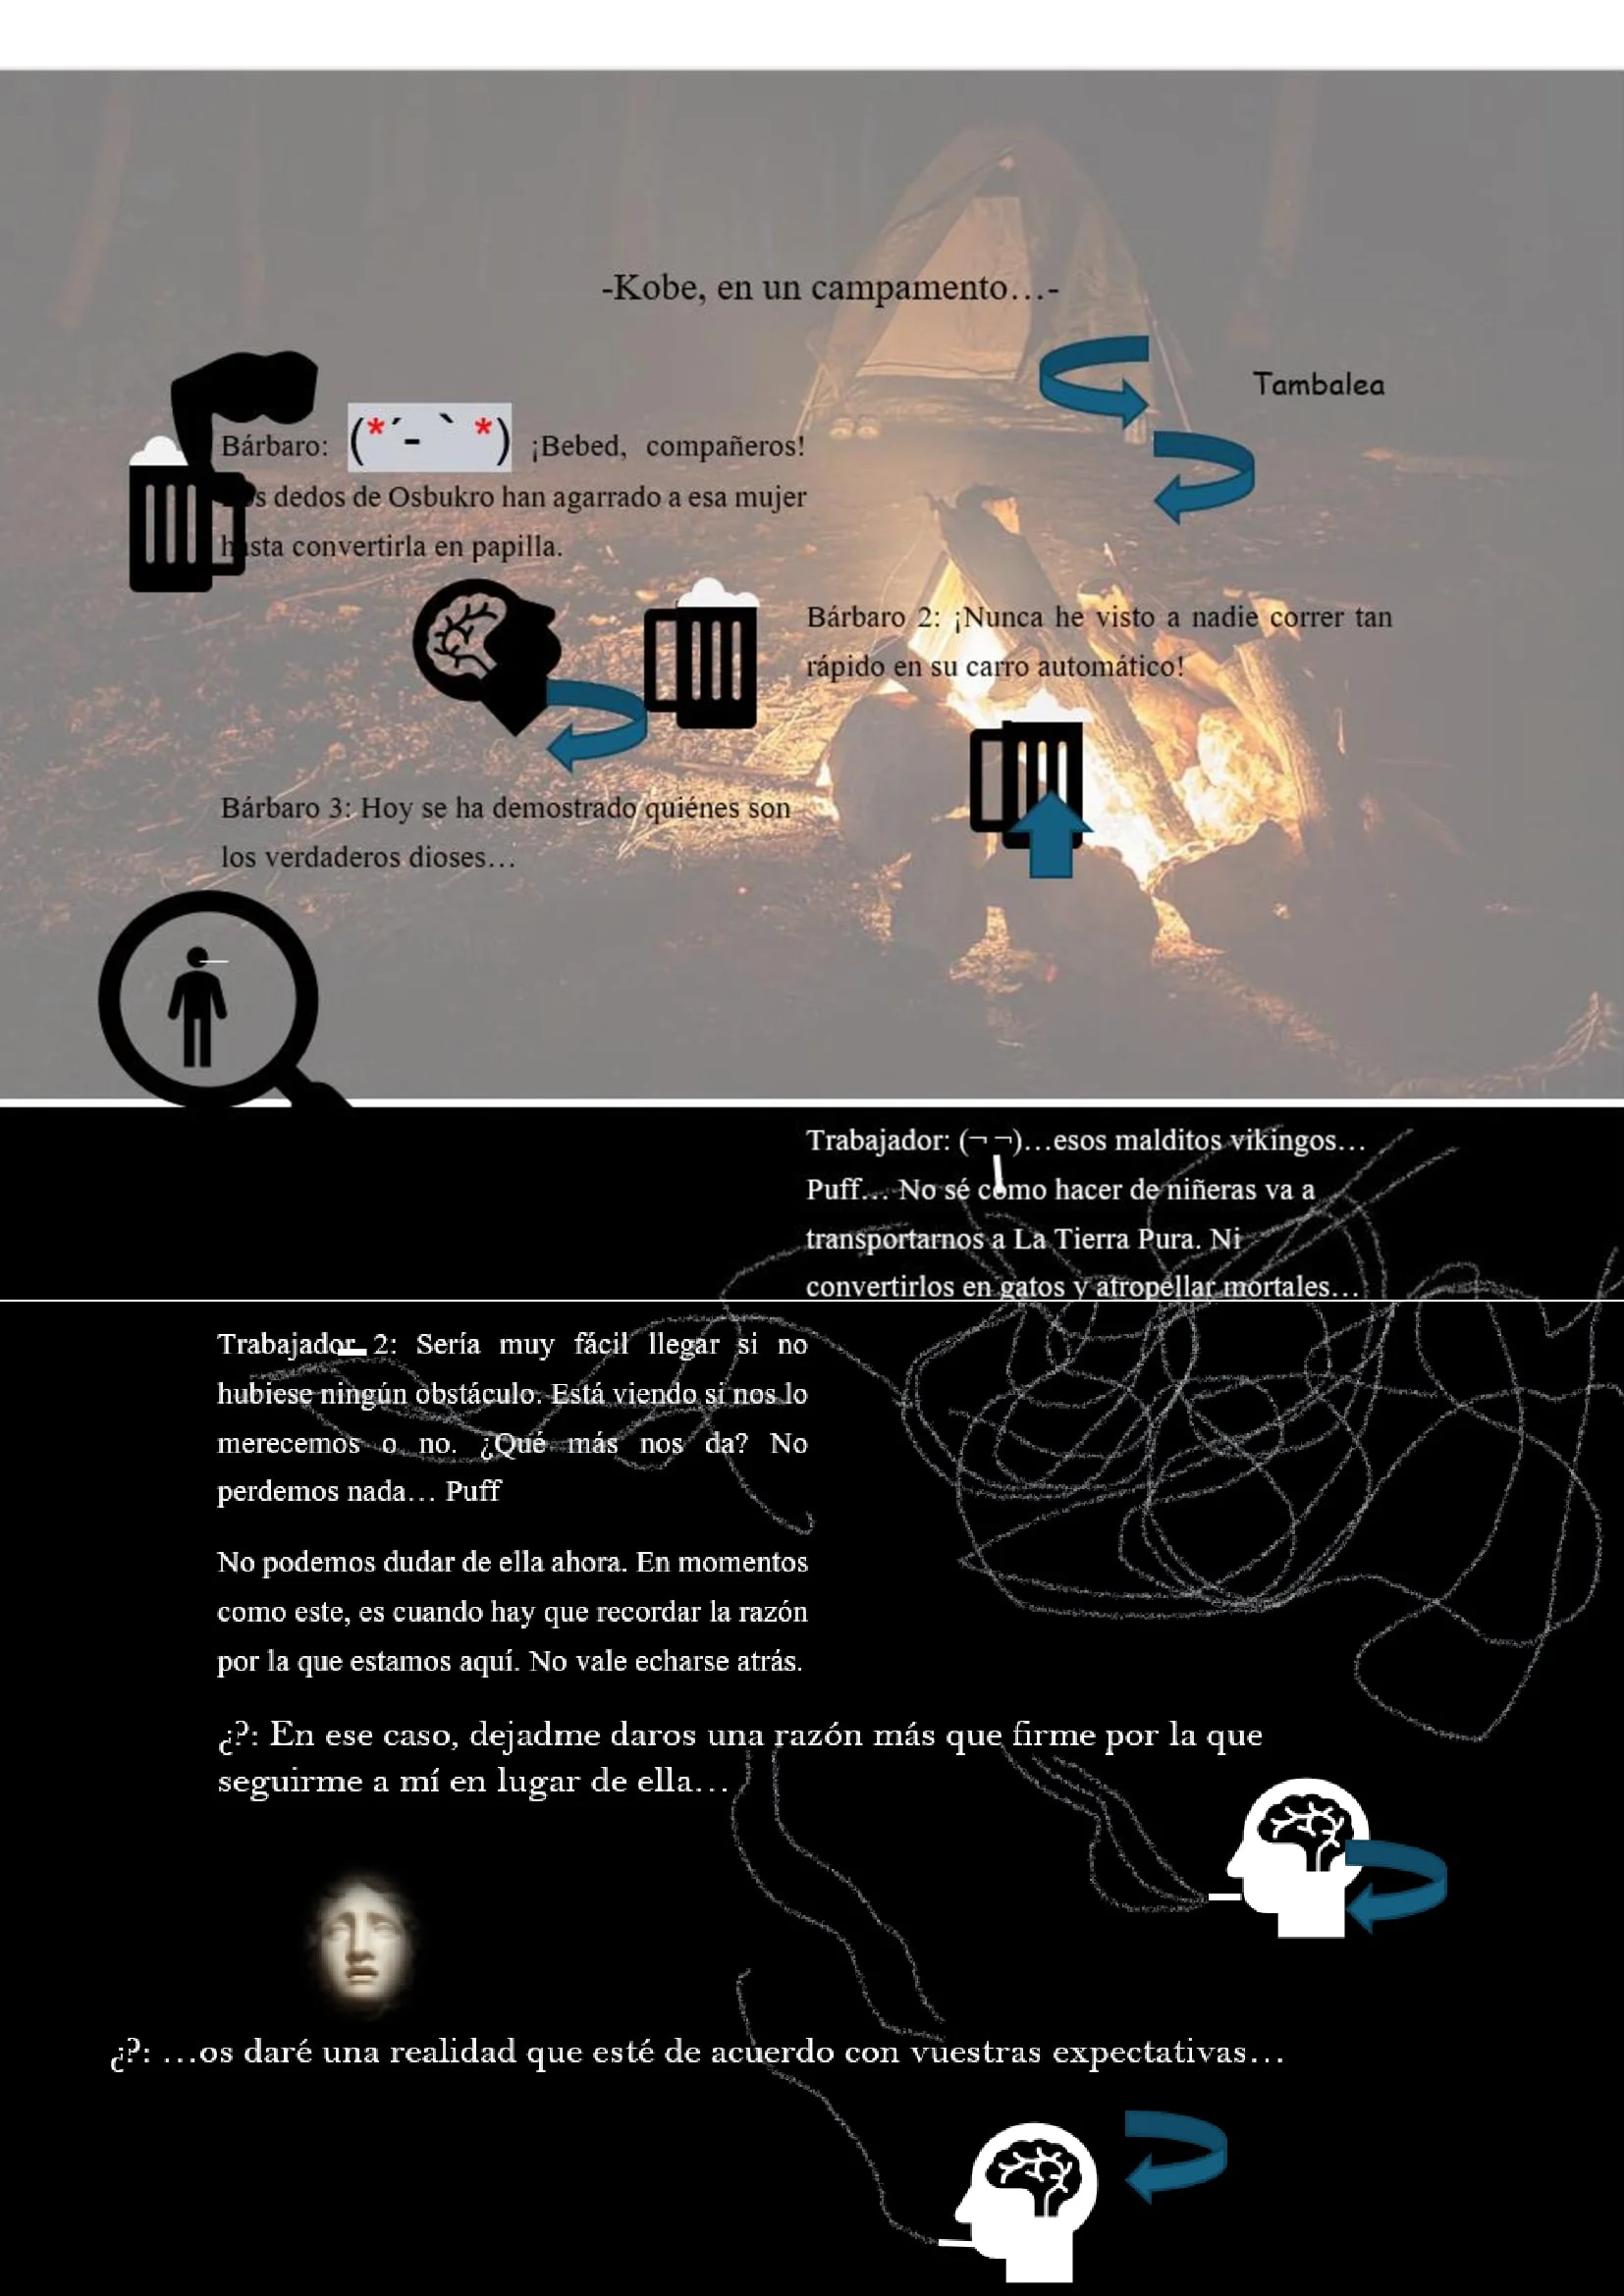 -Kobe, en un campamento…-
Tambalea
Bárbaro: (*´- ` *) ¡Bebed, compañeros!
dedos de Osbukro han agarrado a esa mujer
hasta convertirla en papilla.
Bárbaro 2: ¡Nunca he visto a nadie correr tan
rápido en su carro automático!
Bárbaro 3: Hoy se ha demostrado quiénes son
los verdaderos dioses…
Trabajador: (¬ ¬)…esos malditos vikingos…
Puff… No sé cómo hacer de niñeras va a
transportarnos a La Tierra Pura. Ni
convertirlos en gatos y atropellar mortales…
Trabajador 2: Sería muy fácil llegar si no
hubiese ningún obstáculo. Está viendo si nos lo
merecemos o no. ¿Qué más nos da? No
perdemos nada… Puff
No podemos dudar de ella ahora. En momentos
como este, es cuando hay que recordar la razón
por la que estamos aquí. No vale echarse atrás.
¿?: En ese caso, dejadme daros una razón más que firme por la que
seguirme a mí en lugar de ella…
¿?: …os daré una realidad que esté de acuerdo con vuestras expectativas…